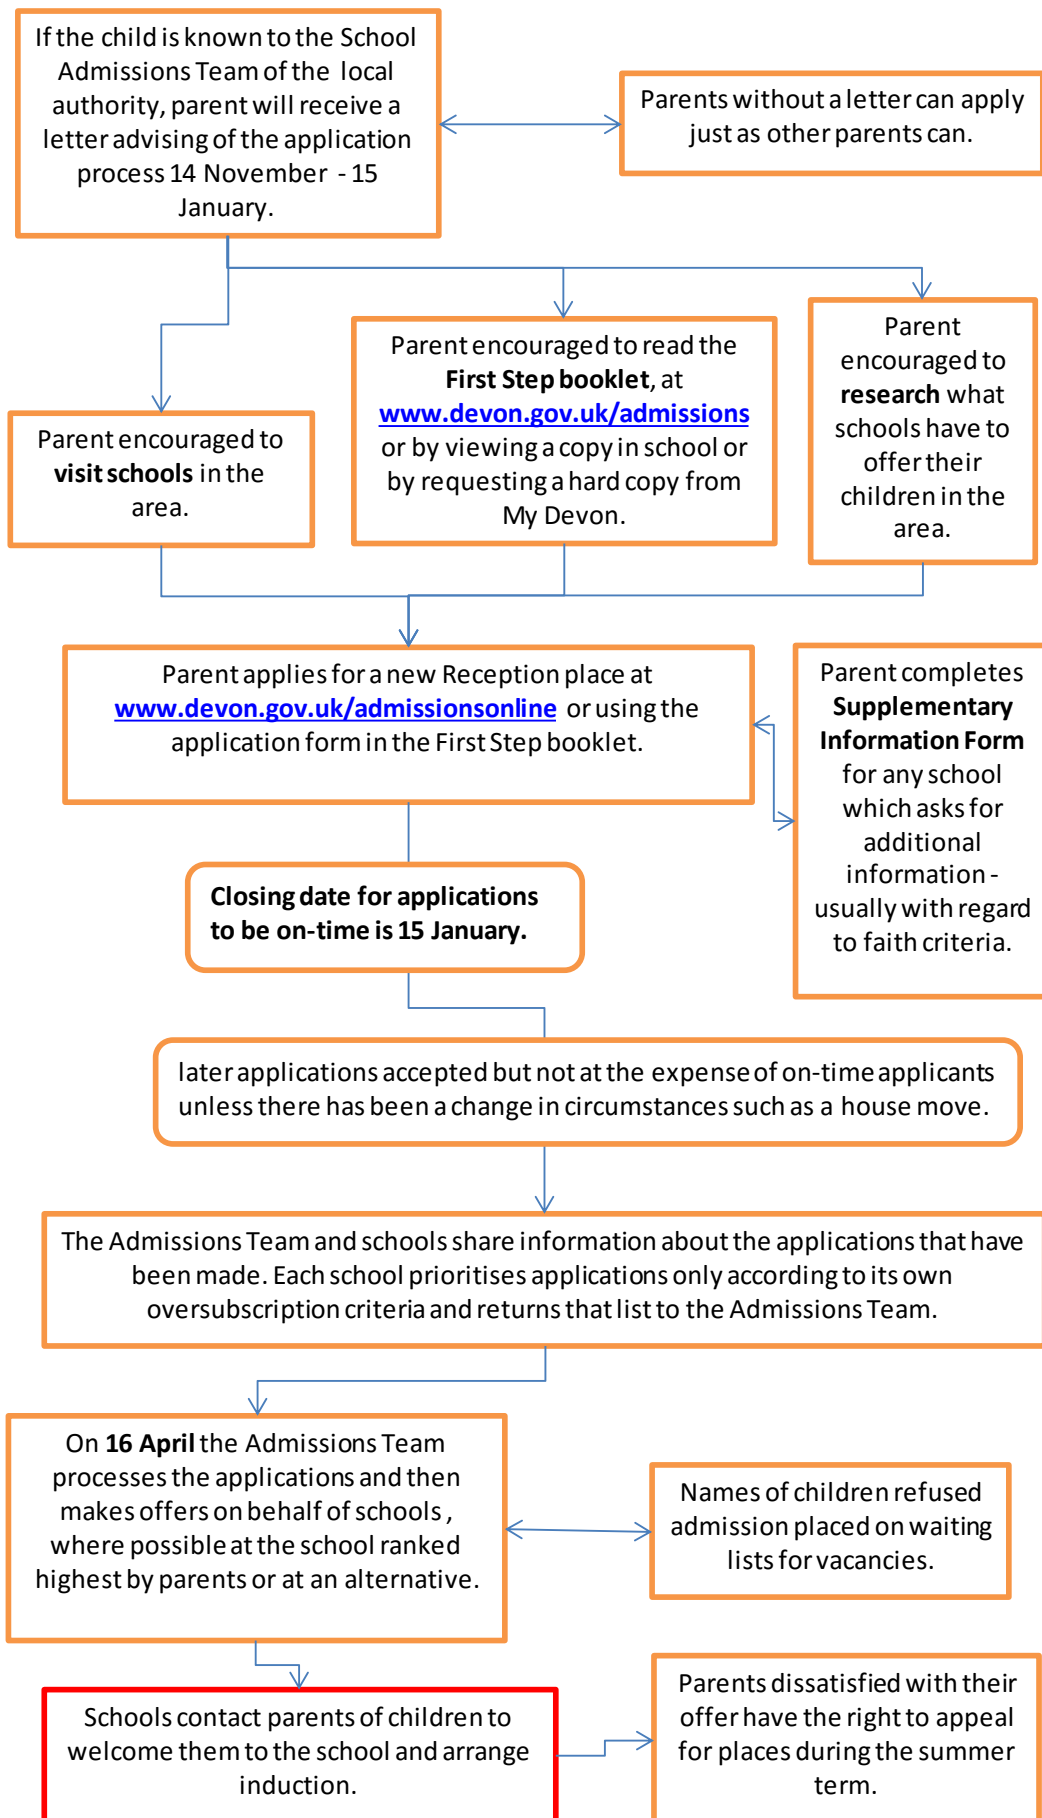 If the child is known to the School
Admissions Team of the local
authority, parent will receive a
letter advising of the application
process 14 November - 15
January.
Parents without a letter can apply
just as other parents can.
Parent encouraged to
visit schools in the
area.
Parent encouraged to read the
First Step booklet, at
www.devon.gov.uk/admissions
or by viewing a copy in school or
by requesting a hard copy from
My Devon.
Parent
encouraged to
research what
schools have to
offer their
children in the
area.
Parent applies for a new Reception place at
www.devon.gov.uk/admissionsonline or using the
application form in the First Step booklet.
Parent completes
Supplementary
Information Form
for any school
which asks for
additional
information -
usually with regard
to faith criteria.
Closing date for applications
to be on-time is 15 January.
later applications accepted but not at the expense of on-time applicants
unless there has been a change in circumstances such as a house move.
The Admissions Team and schools share information about the applications that have
been made. Each school prioritises applications only according to its own
oversubscription criteria and returns that list to the Admissions Team.
On 16 April the Admissions Team
processes the applications and then
makes offers on behalf of schools ,
where possible at the school ranked
highest by parents or at an alternative.
Names of children refused
admission placed on waiting
lists for vacancies.
Schools contact parents of children to
welcome them to the school and arrange
induction.
Parents dissatisfied with their
offer have the right to appeal
for places during the summer
term.